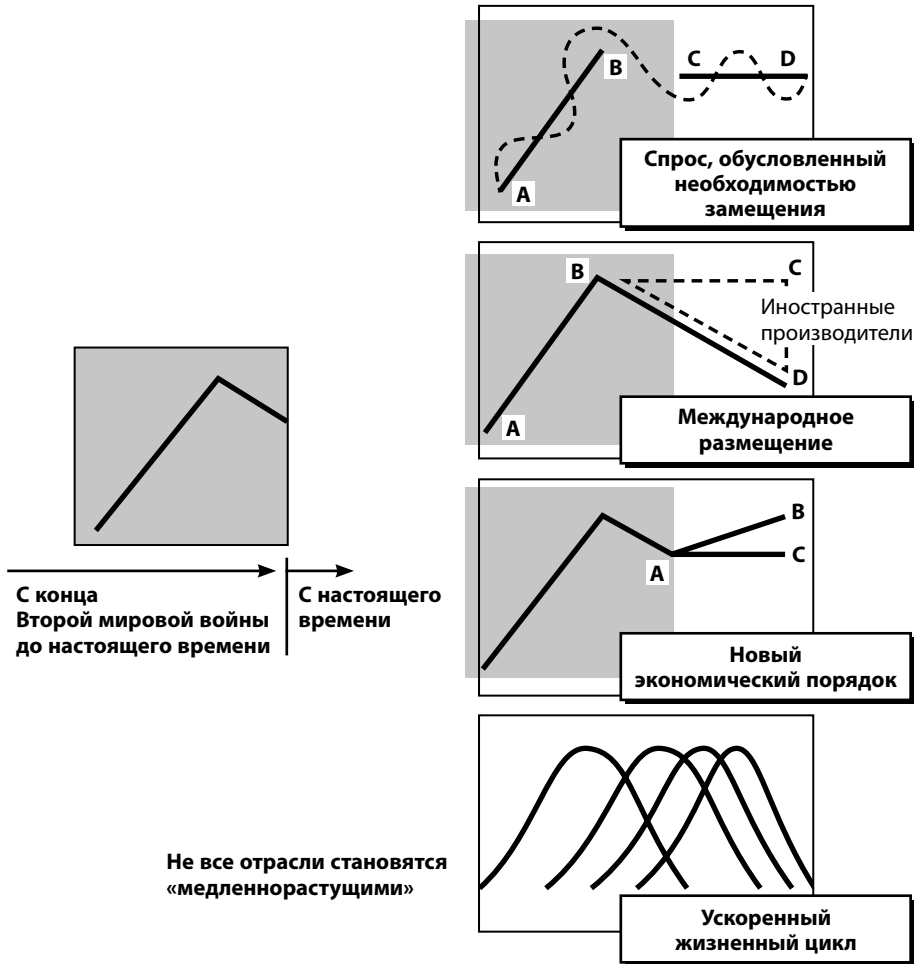 B
C
D
A
Спрос, обусловленный
необходимостью
замещения
B
C
Иностранные
производители
D
A
Международное
размещение
B
C
A
Новый
экономический порядок
С конца
Второй мировой войны
до настоящего времени
С настоящего
времени
Не все отрасли становятся
«медленнорастущими»
Ускоренный
жизненный цикл